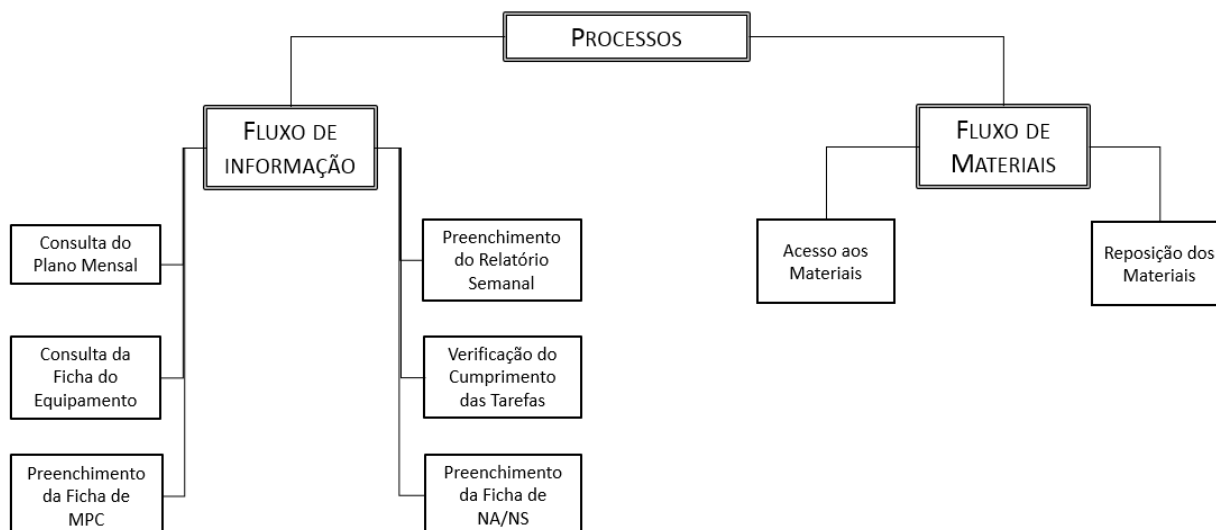 PROCESSOS
FLUXO DE
INFORMAÇÃO
FLUXO DE
MATERIAIS
Consulta do
Plano Mensal
Preenchimento
do Relatório
Semanal
Acesso aos
Materiais
Reposição dos
Materiais
Consulta da
Ficha do
Equipamento
Verificação do
Cumprimento
das Tarefas
Preenchimento
da Ficha de
MPC
Preenchimento
da Ficha de
NA/NS